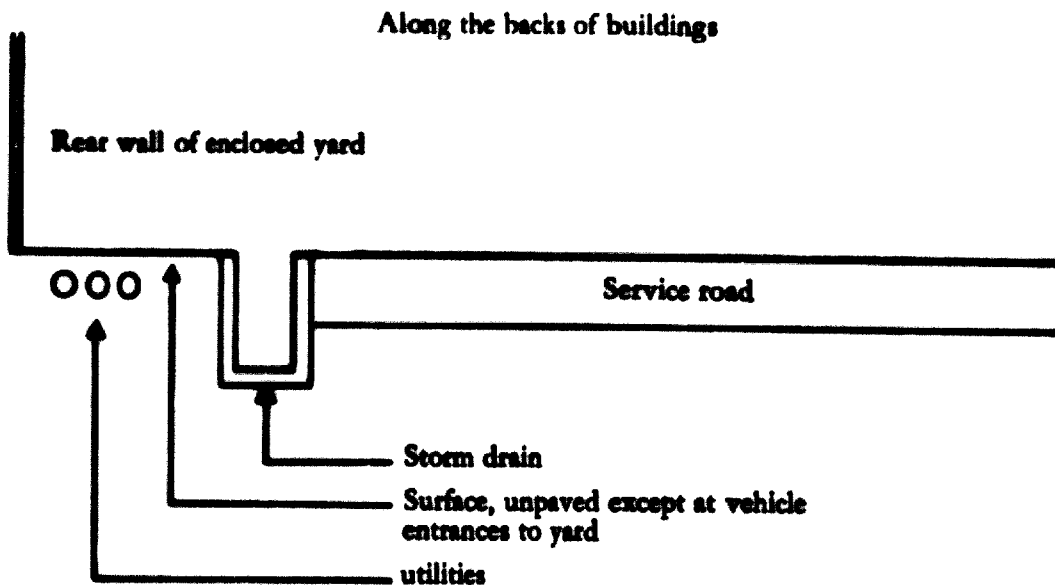 Along the backs of buildings
Rear wall of enclosed yard
Service road
Storm drain
Surface, unpaved except at vehicle
entrances to yard
utilities